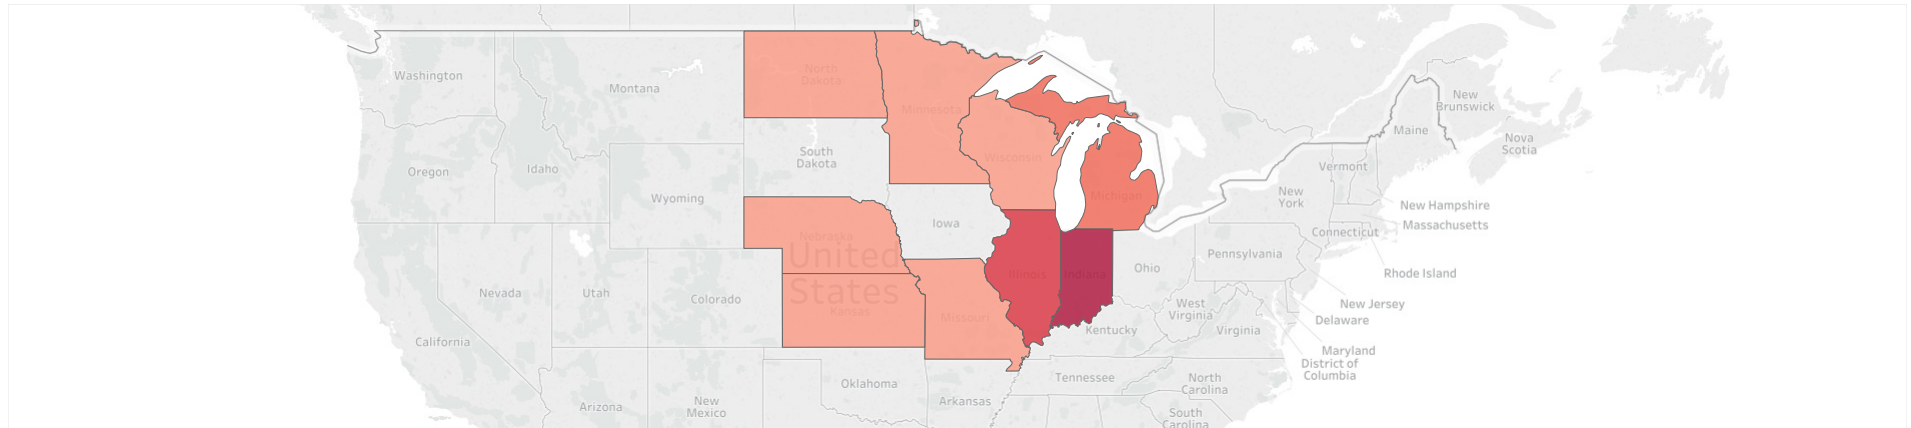 Washington
Montana
North
Dakota
Minnesota
New
Brunswick
Maine
Nova
Scotia
Oregon
Idaho
South
Dakota
Wisconsin
Vermont
Wyoming
Michigan
New
York
New Hampshire
Massachusetts
Iowa
Connecticut
Nebraska
United
States
Pennsylvania
Ohio
Rhode Island
Illinois
Indiana
Nevada
Utah
Colorado
Kansas
Missouri
West
Virginia
New Jersey
Delaware
Kentucky
Virginia
California
Maryland
District of
Columbia
Oklahoma
Tennessee
North
Carolina
Arizona
New
Mexico
Arkansas
South
Carolina